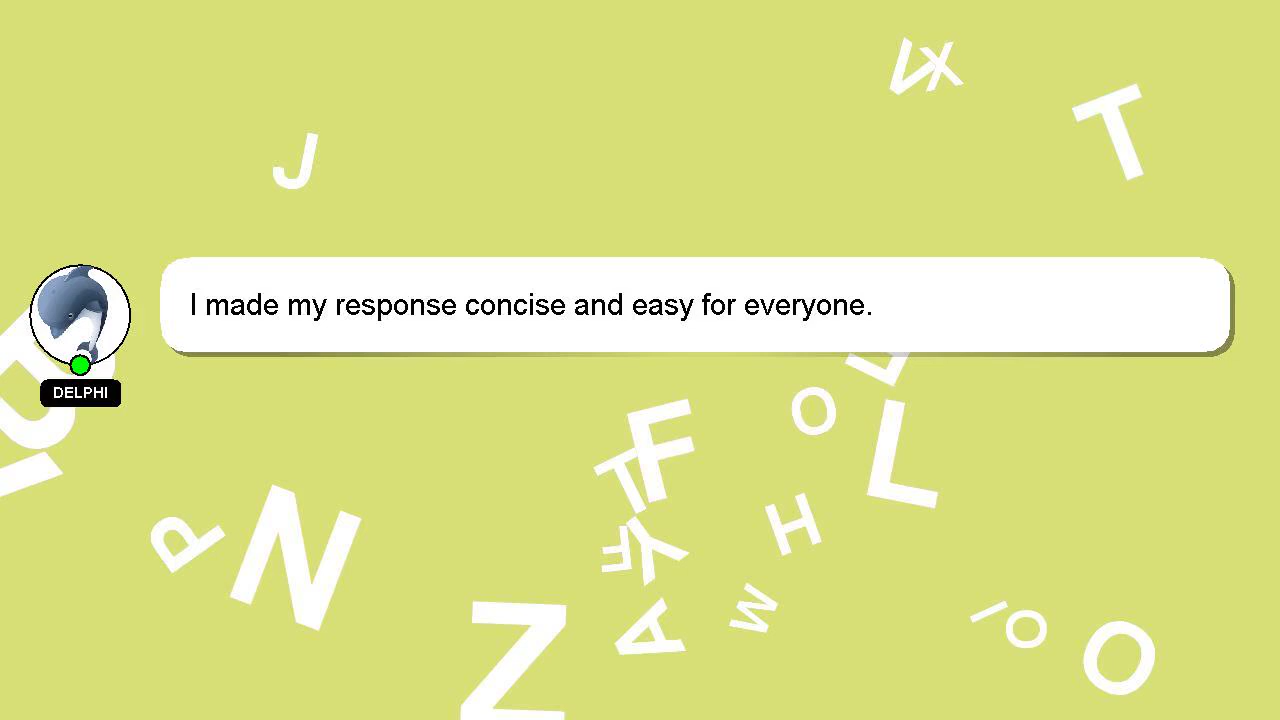 V X
T
J
I made my response concise and easy for everyone.
DELPHI
L
O
F
L
T
P
N
H
F Y
W
Z
A
I O O